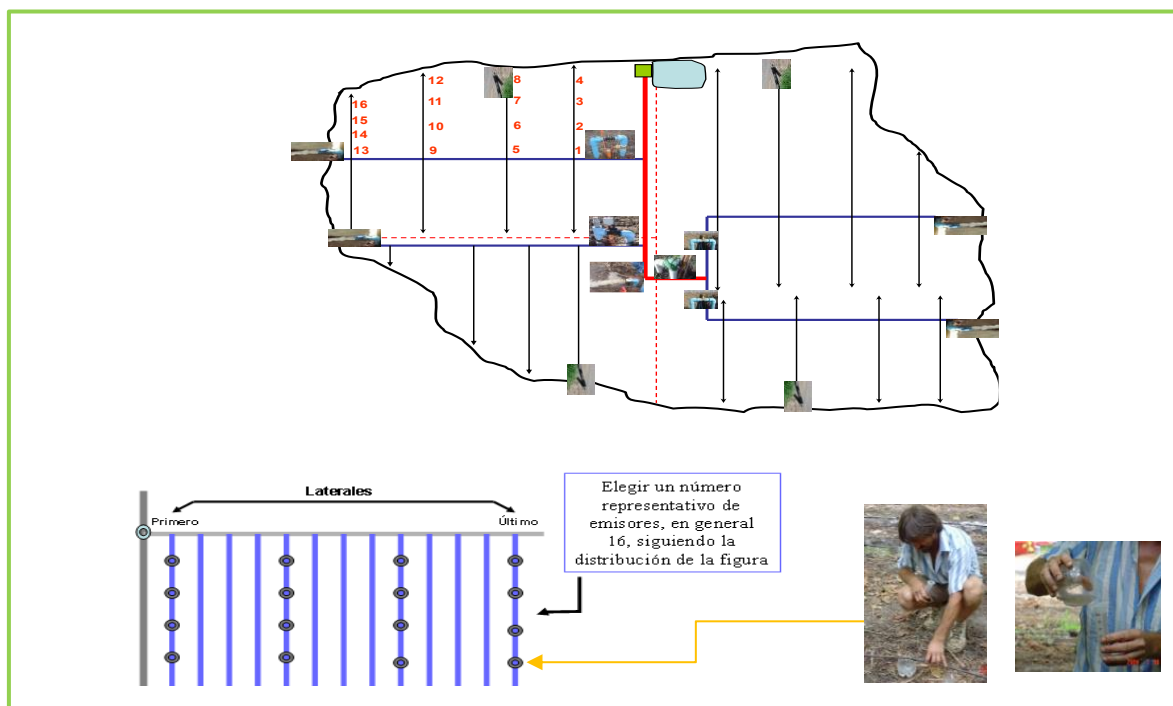 12 8 4
16 11 7 3
15
14 10 6 2
13 9 5 1
Laterales
Primero Último
Elegir un número
representativo de
emisores, en general
16, siguiendo la
distribución de la figura